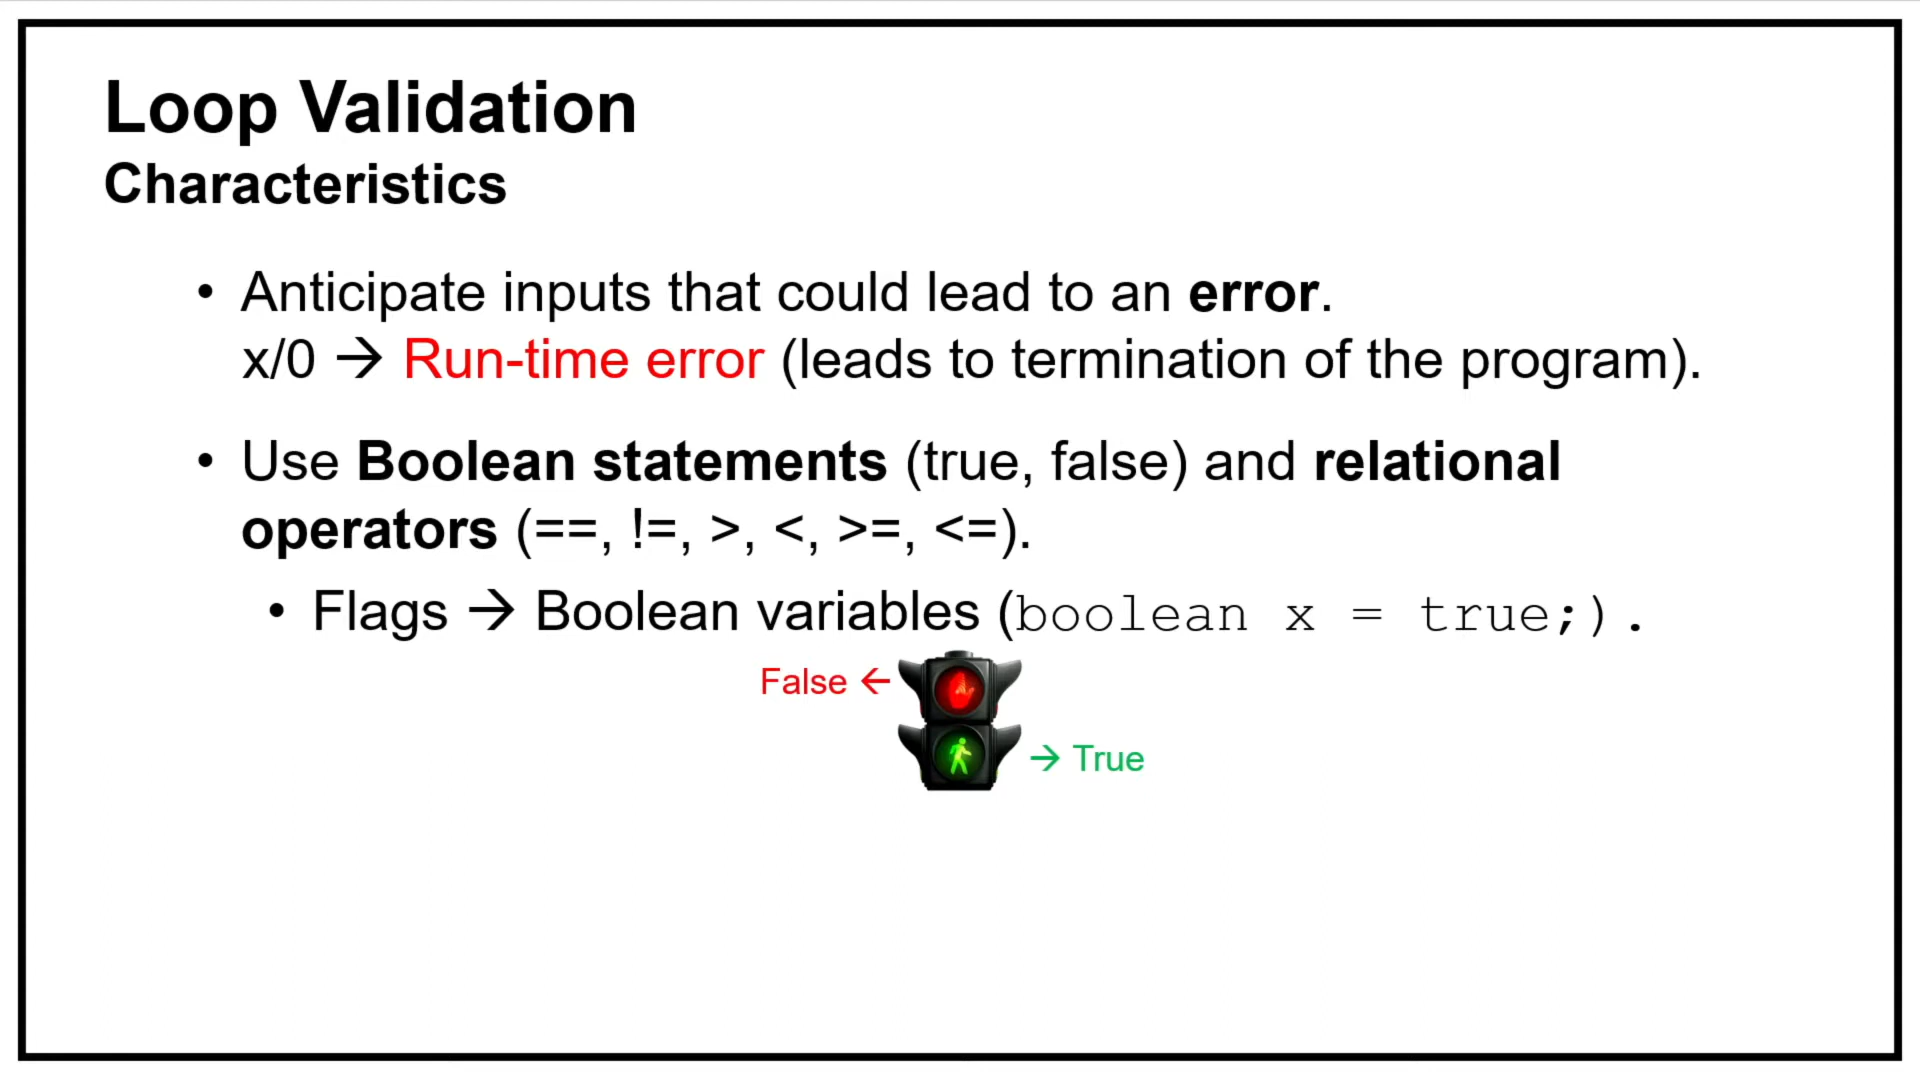 Loop Validation
Characteristics
• Anticipate inputs that could lead to an error.
x/0 → Run-time error (leads to termination of the program).
• Use Boolean statements (true, false) and relational
operators (==, !=, >, <, >=, <=).
• Flags → Boolean variables (boolean x = true;).
False ←
→ True